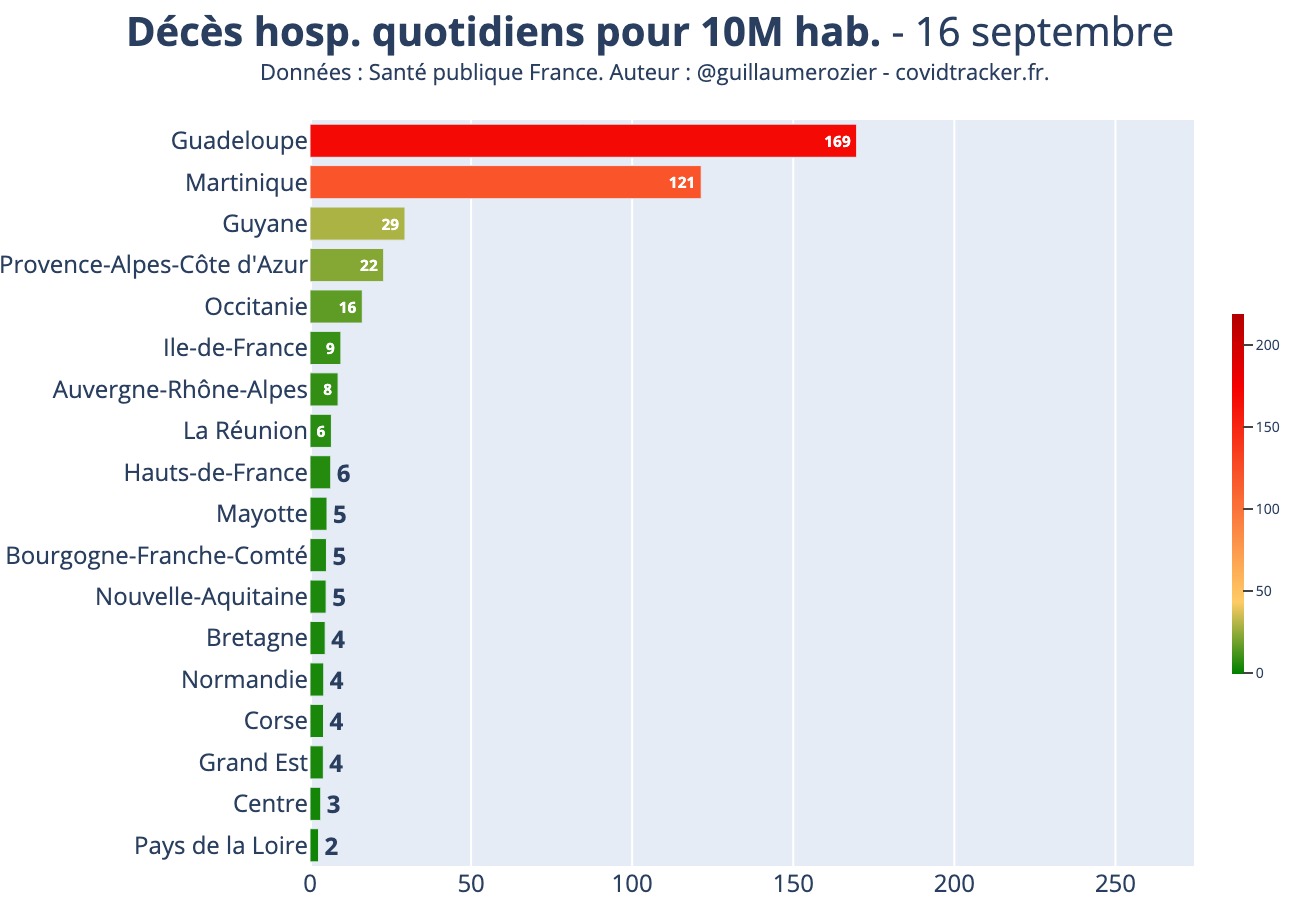 Décès hosp. quotidiens pour 10M hab. - 16 septembre
Données : Santé publique France. Auteur : @guillaumerozier - covidtracker.fr.
Guadeloupe 169
Martinique 121
Guyane 29
Provence-Alpes-Côte d'Azur 22
Occitanie 16
Ile-de-France 9
Auvergne-Rhône-Alpes 8
La Réunion 6
Hauts-de-France 6
Mayotte 5
Bourgogne-Franche-Comté 5
Nouvelle-Aquitaine 5
Bretagne 4
Normandie 4
Corse 4
Grand Est 4
Centre 3
Pays de la Loire 2
0 50 100 150 200 250
200
150
100
50
0